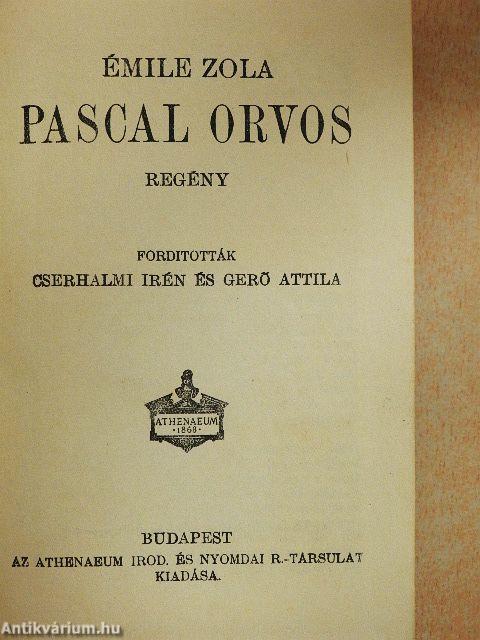 ÉMILE ZOLA
PASCAL ORVOS
REGÉNY
FORDITOTTÁK
CSERHALMI IRÉN ÉS GERŐ ATTILA
ATHENAEUM
·1868·
BUDAPEST
AZ ATHENAEUM IROD. ÉS NYOMDAI R.-TÁRSULAT
KIADÁSA.
Antikvárium.hu